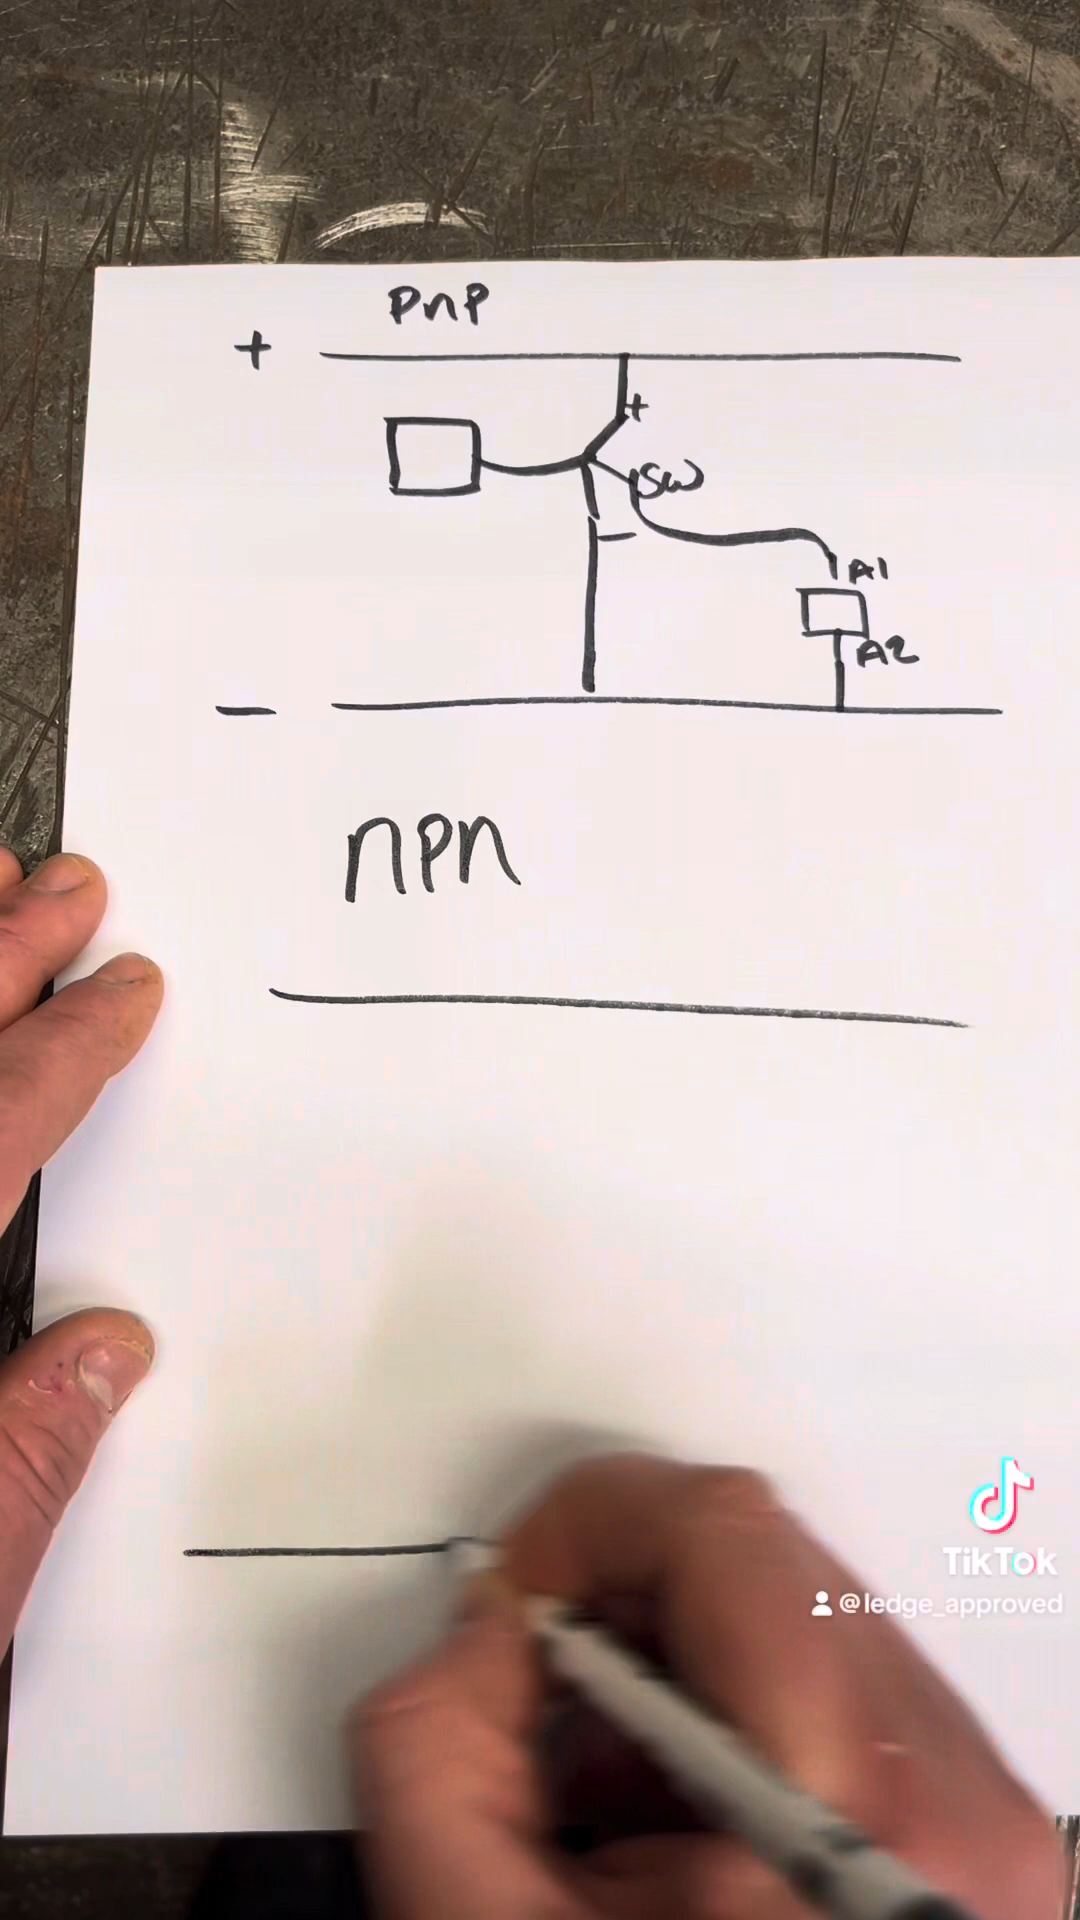 PnP
+
+
SW
-
A1
A2
-
nPn
TikTok
@ledge_approved